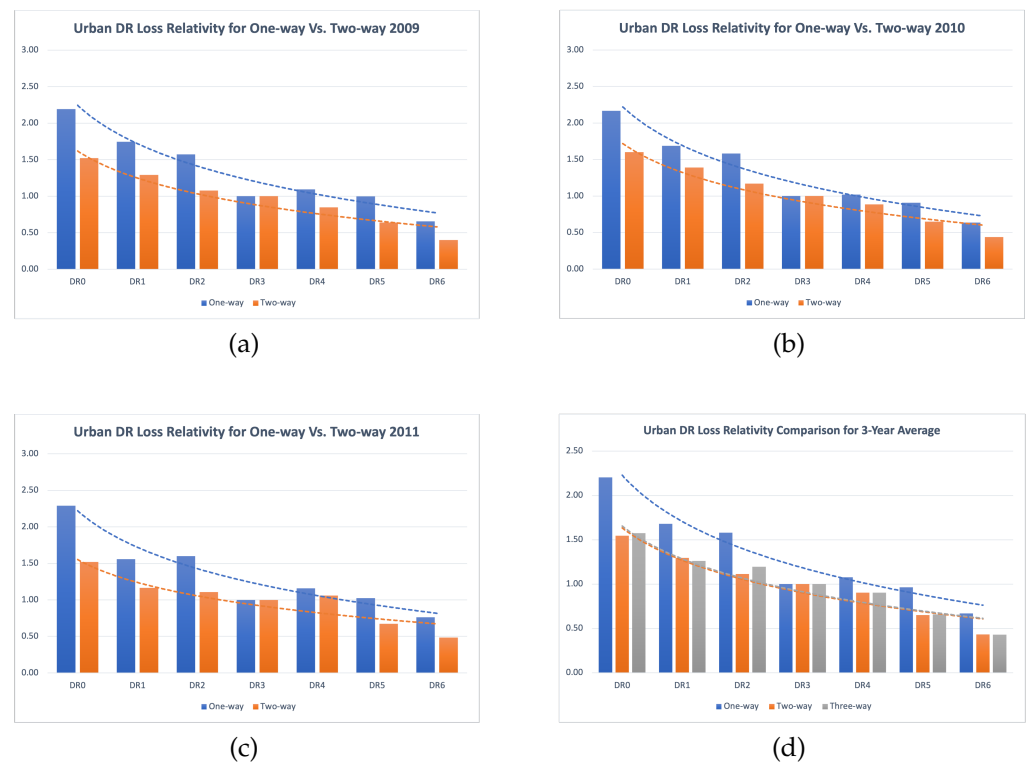 Urban DR Loss Relativity for One-way Vs. Two-way 2009
3.00
2.50
2.00
1.50
1.00
0.50
0.00
DR0 DR1 DR2 DR3 DR4 DR5 DR6
One-way Two-way
(a)
Urban DR Loss Relativity for One-way Vs. Two-way 2010
3.00
2.50
2.00
1.50
1.00
0.50
0.00
DR0 DR1 DR2 DR3 DR4 DR5 DR6
One-way Two-way
(b)
Urban DR Loss Relativity for One-way Vs. Two-way 2011
3.00
2.50
2.00
1.50
1.00
0.50
0.00
DR0 DR1 DR2 DR3 DR4 DR5 DR6
One-way Two-way
(c)
Urban DR Loss Relativity Comparison for 3-Year Average
2.50
2.00
1.50
1.00
0.50
0.00
DR0 DR1 DR2 DR3 DR4 DR5 DR6
One-way Two-way Three-way
(d)